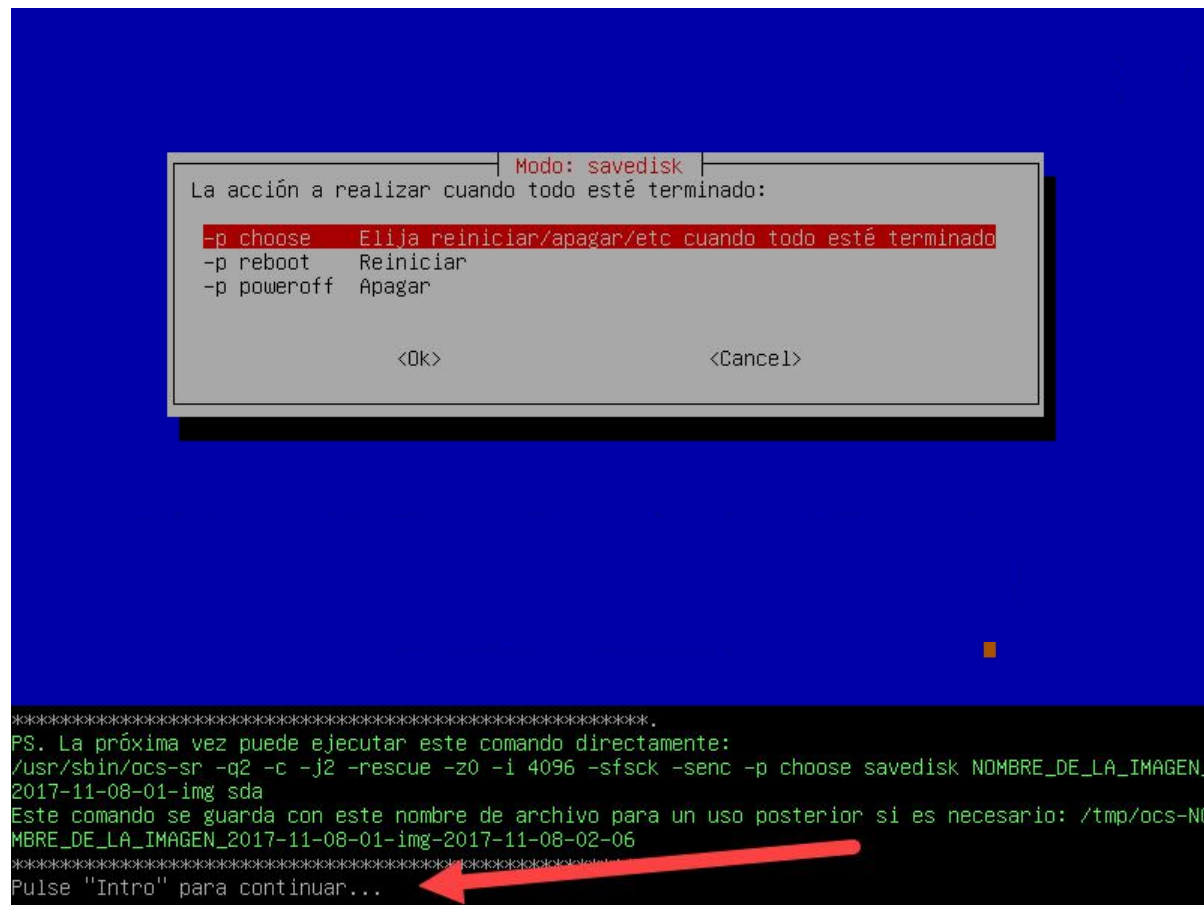 Modo: savedisk
La acción a realizar cuando todo esté terminado:
-p choose Elija reiniciar/apagar/etc cuando todo esté terminado
-p reboot Reiniciar
-p poweroff Apagar
<Ok> <Cancel>
*****************************************************.
PS. La próxima vez puede ejecutar este comando directamente:
/usr/sbin/ocs-sr -q2 -c -j2 -rescue -z0 -i 4096 -sfsck -senc -p choose savedisk NOMBRE_DE_LA_IMAGEN_
2017-11-08-01-img sda
Este comando se guarda con este nombre de archivo para un uso posterior si es necesario: /tmp/ocs-NO
MBRE_DE_LA_IMAGEN_2017-11-08-01-img-2017-11-08-02-06
*****************************************************
Pulse "Intro" para continuar...